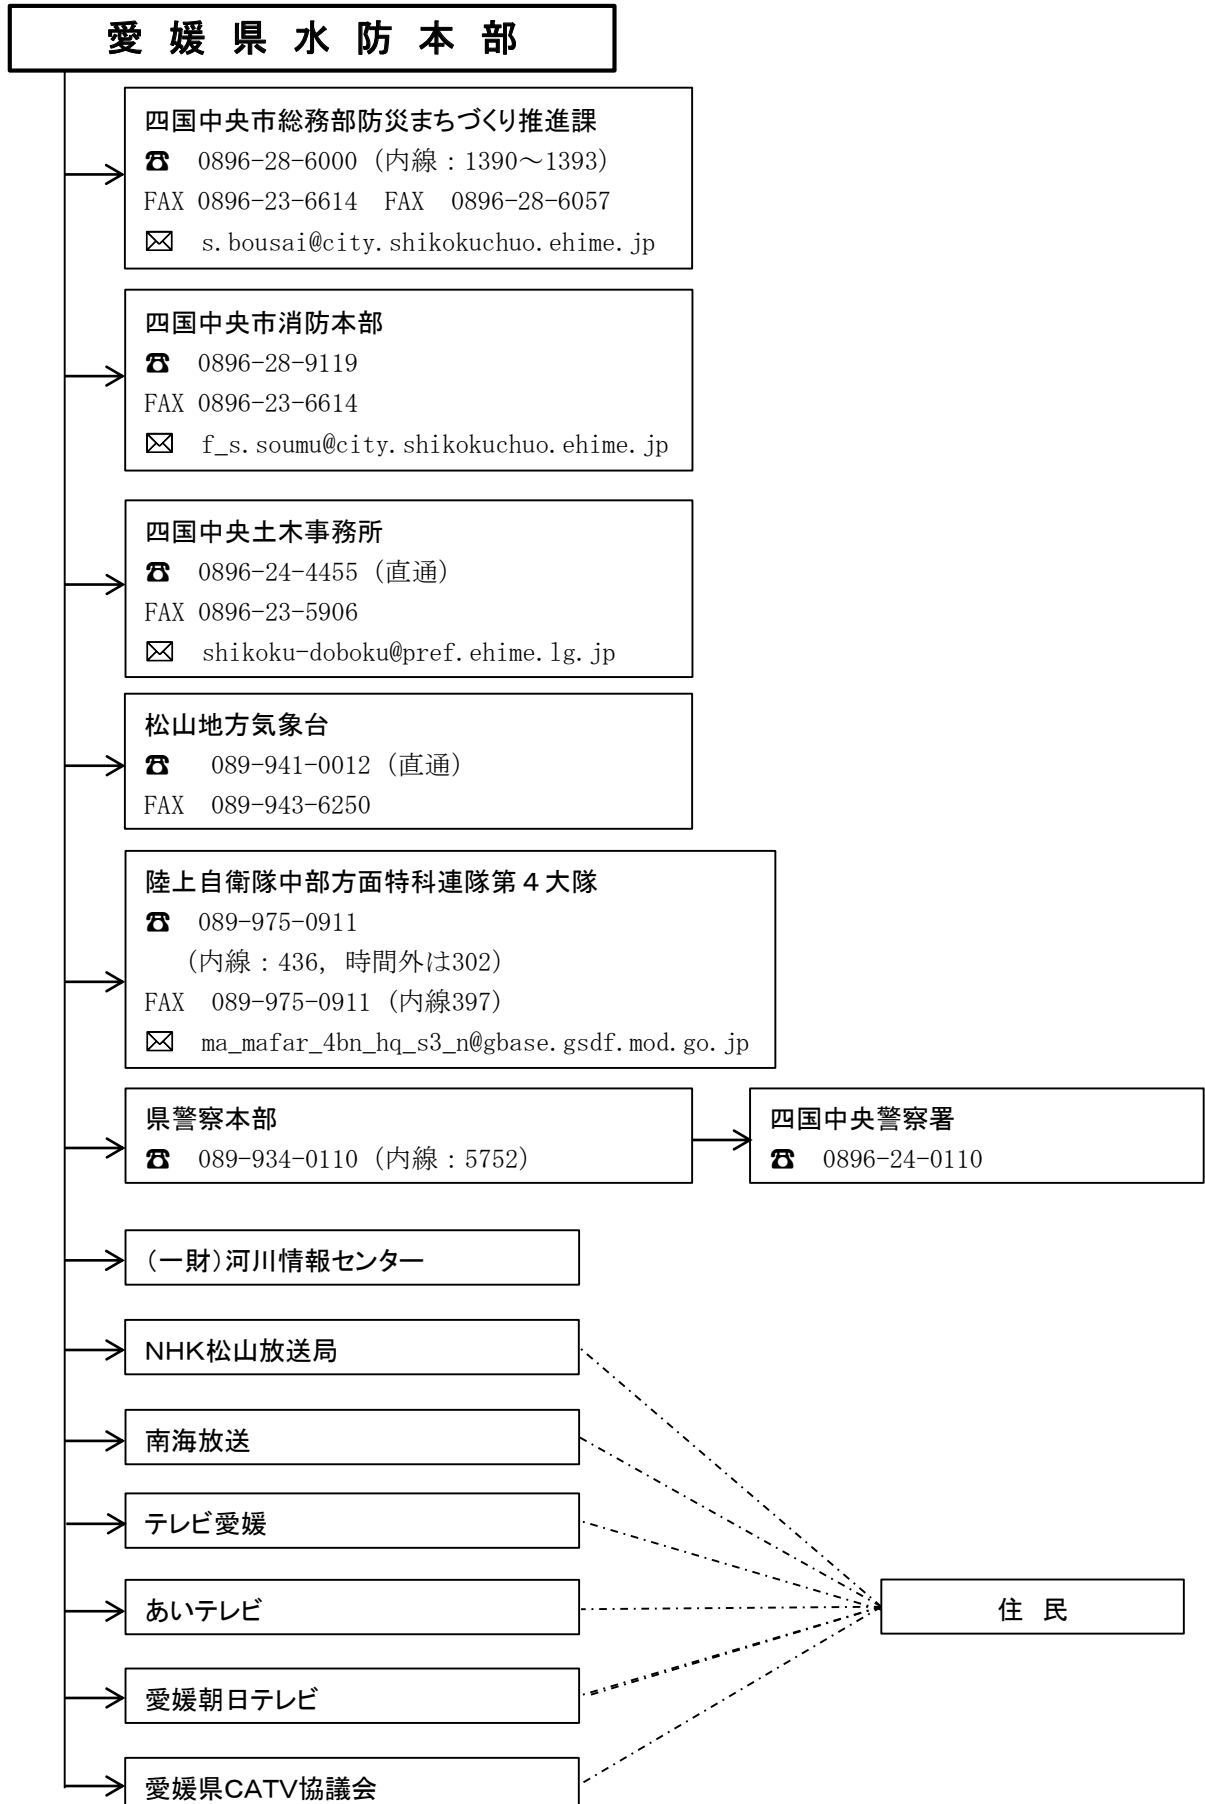 愛媛県水防本部
四国中央市総務部防災まちづくり推進課
☎ 0896-28-6000（内線：1390～1393）
FAX 0896-23-6614 FAX 0896-28-6057
✉ s.bousai@city.shikokuchuo.ehime.jp
四国中央市消防本部
☎ 0896-28-9119
FAX 0896-23-6614
✉ f_s.soumu@city.shikokuchuo.ehime.jp
四国中央土木事務所
☎ 0896-24-4455（直通）
FAX 0896-23-5906
✉ shikoku-doboku@pref.ehime.lg.jp
松山地方気象台
☎ 089-941-0012（直通）
FAX 089-943-6250
陸上自衛隊中部方面特科連隊第４大隊
☎ 089-975-0911
（内線：436，時間外は302）
FAX 089-975-0911（内線397）
✉ ma_mafar_4bn_hq_s3_n@gbase.gsdf.mod.go.jp
県警察本部
☎ 089-934-0110（内線：5752）
四国中央警察署
☎ 0896-24-0110
（一財）河川情報センター
NHK松山放送局
南海放送
テレビ愛媛
あいテレビ
住 民
愛媛朝日テレビ
愛媛県CATV協議会